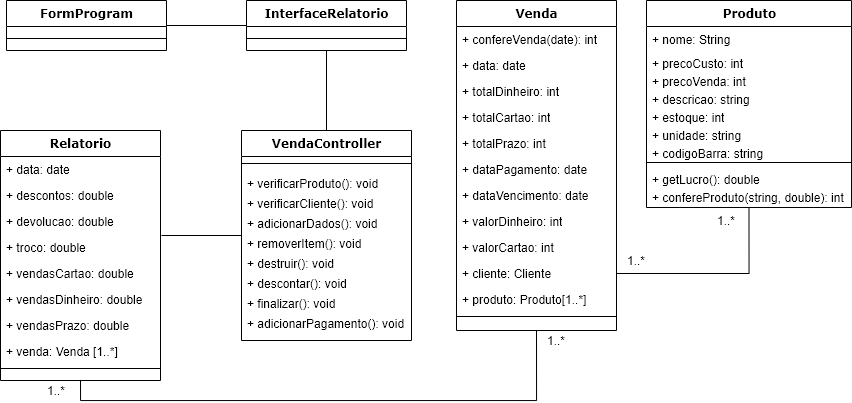 FormProgram
InterfaceRelatorio
Relatorio
+ data: date
+ descontos: double
+ devolucao: double
+ troco: double
+ vendasCartao: double
+ vendasDinheiro: double
+ vendasPrazo: double
+ venda: Venda [1..*]
1..*
VendaController
+ verificarProduto(): void
+ verificarCliente(): void
+ adicionarDados(): void
+ removerItem(): void
+ destruir(): void
+ descontar(): void
+ finalizar(): void
+ adicionarPagamento(): void
Venda
+ confereVenda(date): int
+ data: date
+ totalDinheiro: int
+ totalCartao: int
+ totalPrazo: int
+ dataPagamento: date
+ dataVencimento: date
+ valorDinheiro: int
+ valorCartao: int
+ cliente: Cliente
+ produto: Produto[1..*]
1..*
1..*
Produto
+ nome: String
+ precoCusto: int
+ precoVenda: int
+ descricao: string
+ estoque: int
+ unidade: string
+ codigoBarra: string
+ getLucro(): double
+ confereProduto(string, double): int
1..*